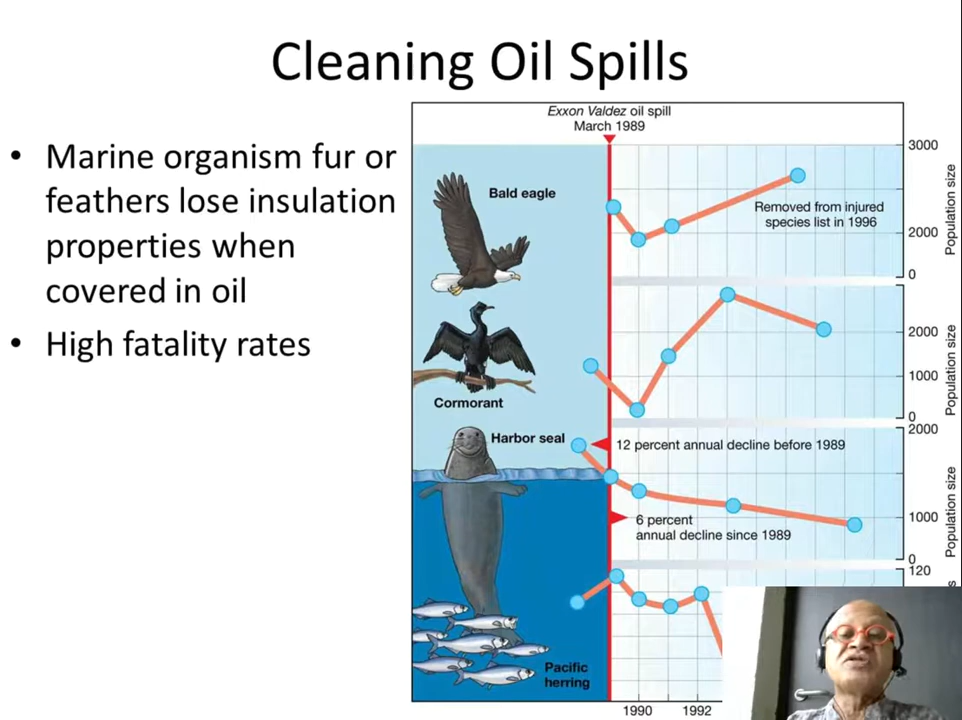 Cleaning Oil Spills
• Marine organism fur or
feathers lose insulation
properties when
covered in oil
• High fatality rates
Exxon Valdez oil spill
March 1989
Bald eagle
Removed from injured
species list in 1996
3000
2000
0
Population size
Cormorant
2000
1000
0
Population size
Harbor seal
12 percent annual decline before 1989
6 percent
annual decline since 1989
2000
1000
0
Population size
120
Pacific
herring
1990
1992